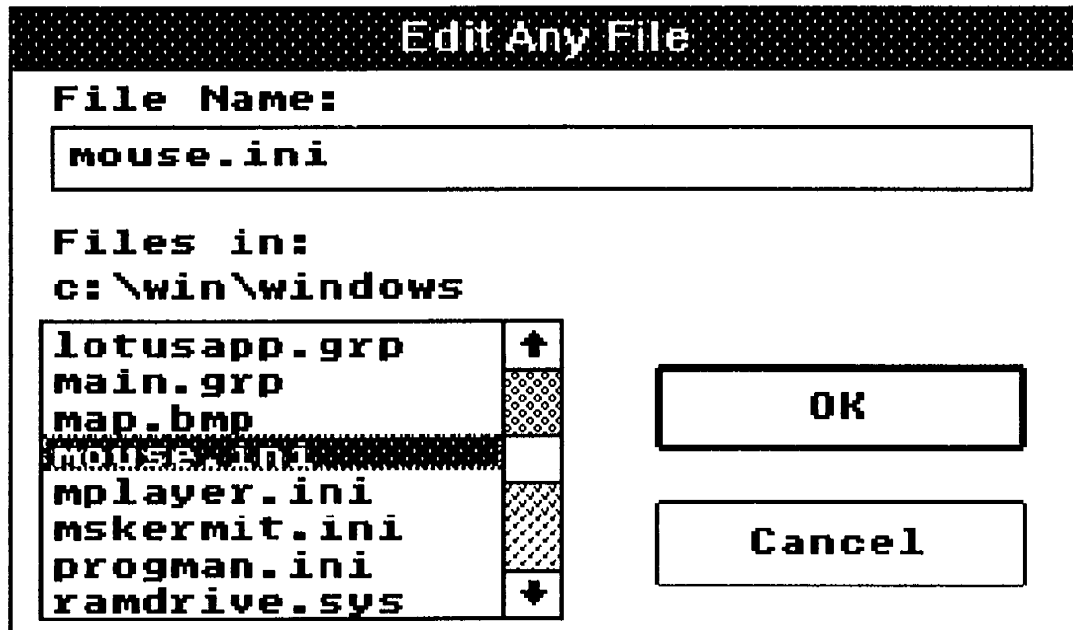 Edit Any File
File Name:
mouse.ini
Files in:
c:\win\windows
lotusapp.grp
main.grp
map.bmp
mouse.ini
mplayer.ini
mskermit.ini
progman.ini
ramdrive.sys
OK
Cancel